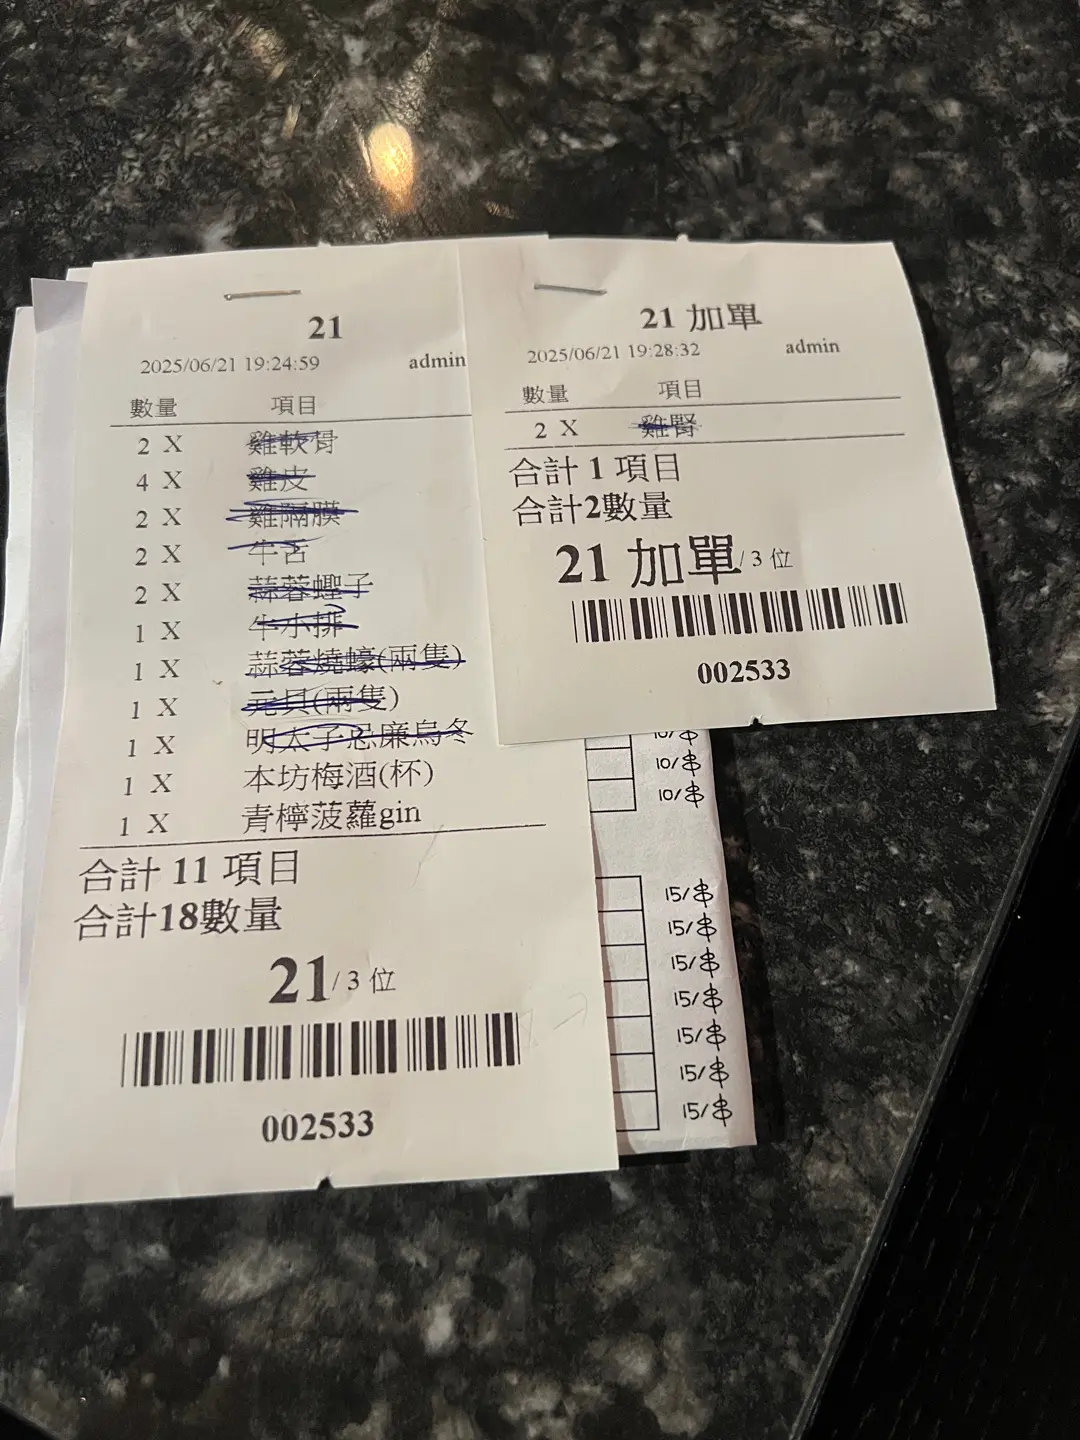 21
2025/06/21 19:24:59 admin
數量 項目
2 X 雞軟骨
4 X 雞皮
2 X 雞隔膜
2 X 牛舌
2 X 蒜蓉蟶子
1 X 牛小排
1 X 蒜蓉燒蠔(兩隻)
1 X 元貝(兩隻)
1 X 明太子忌廉烏冬
1 X 本坊梅酒(杯)
1 X 青檸菠蘿gin
合計 11 項目
合計18數量
21/ 3 位
002533
21 加單
2025/06/21 19:28:32 admin
數量 項目
2 X 雞腎
合計 1 項目
合計2數量
21 加單/ 3 位
002533
10/串
10/串
10/串
15/串
15/串
15/串
15/串
15/串
15/串
15/串